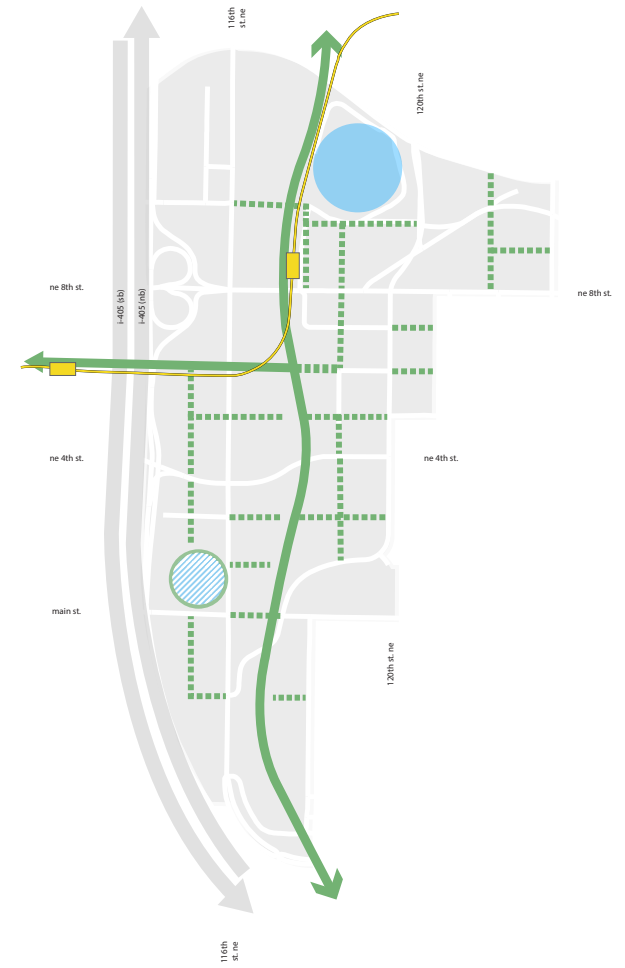 116th
st. ne
120th st. ne
ne 8th st.
i-405 (sb)
i-405 (nb)
ne 8th st.
ne 4th st.
ne 4th st.
main st.
120th st. ne
116th
st. ne